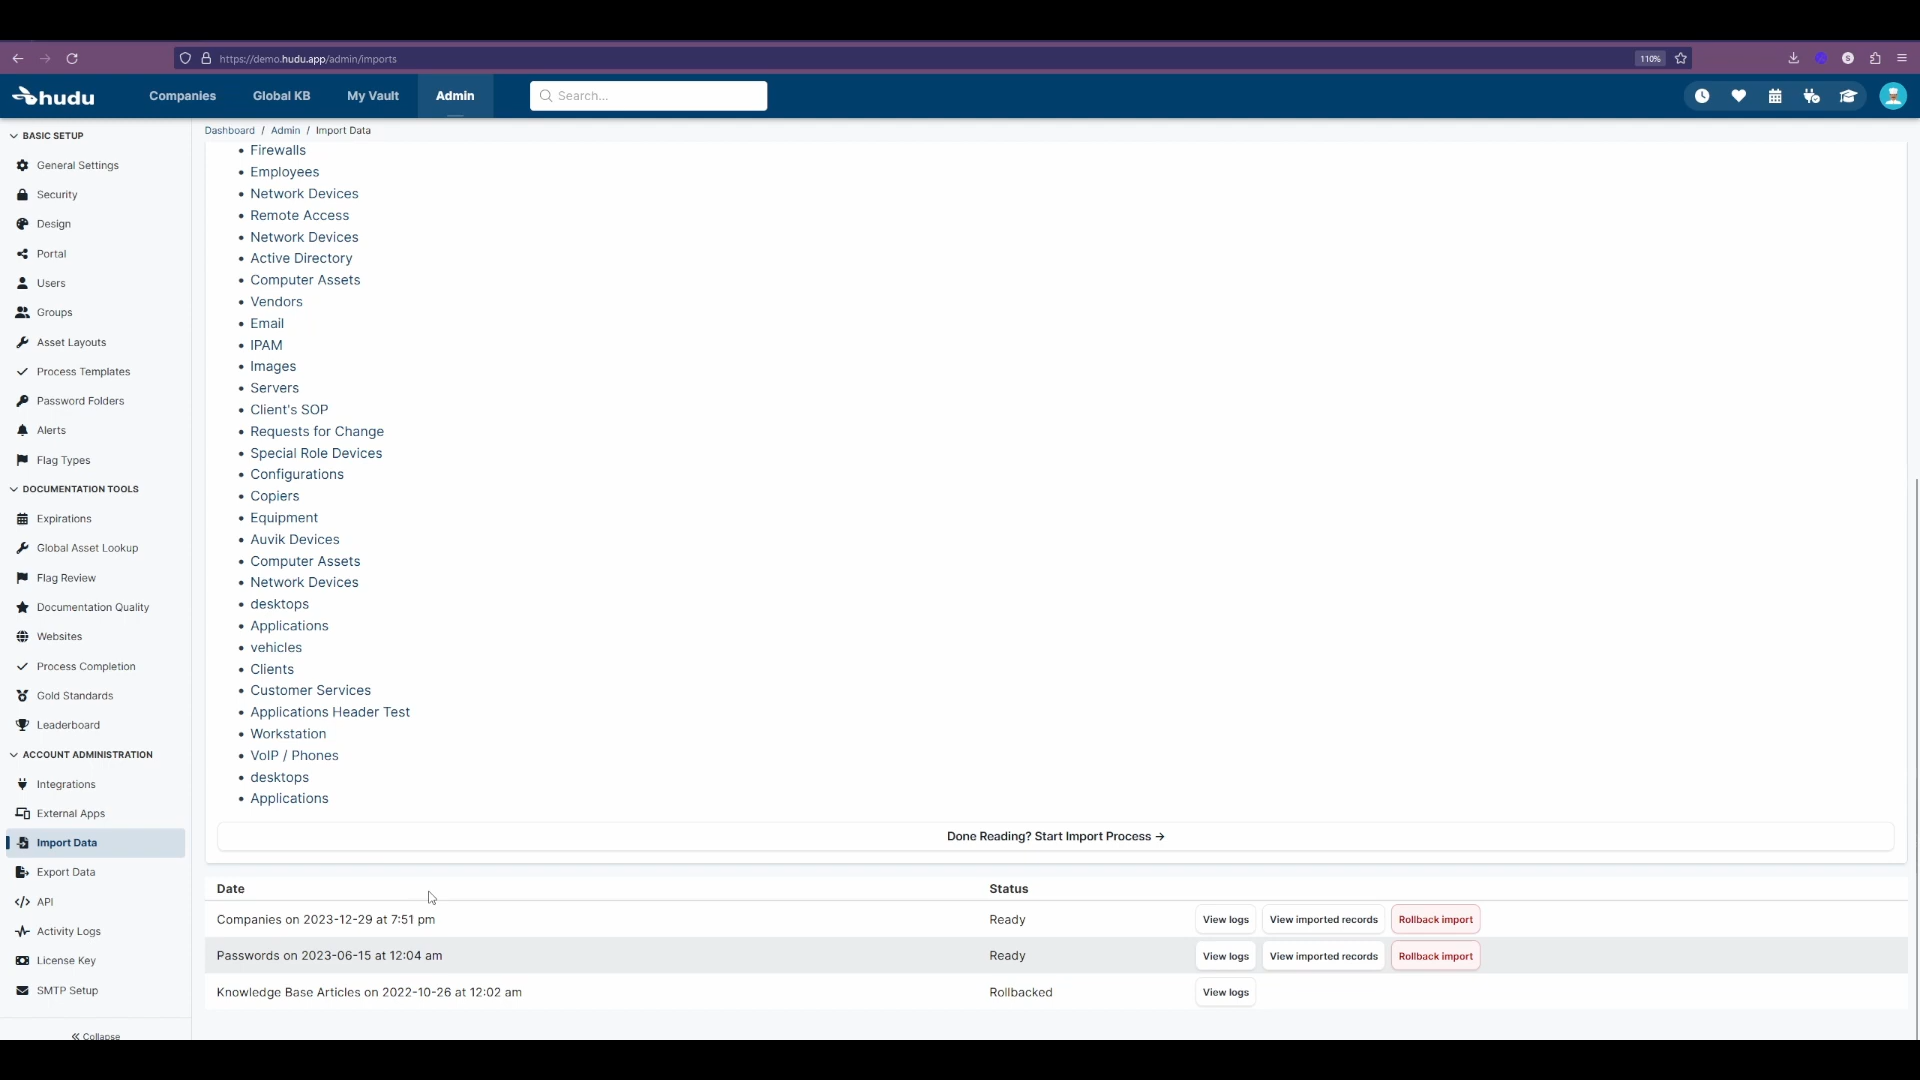 https://demo.hudu.app/admin/imports
110%
hudu
Companies
Global KB
My Vault
Admin
Search...
BASIC SETUP
General Settings
Security
Design
Portal
Users
Groups
Asset Layouts
Process Templates
Password Folders
Alerts
Flag Types
DOCUMENTATION TOOLS
Expirations
Global Asset Lookup
Flag Review
Documentation Quality
Websites
Process Completion
Gold Standards
Leaderboard
ACCOUNT ADMINISTRATION
Integrations
External Apps
Import Data
Export Data
API
Activity Logs
License Key
SMTP Setup
Collapse
Dashboard / Admin / Import Data
Firewalls
Employees
Network Devices
Remote Access
Network Devices
Active Directory
Computer Assets
Vendors
Email
IPAM
Images
Servers
Client's SOP
Requests for Change
Special Role Devices
Configurations
Copiers
Equipment
Auvik Devices
Computer Assets
Network Devices
desktops
Applications
vehicles
Clients
Customer Services
Applications Header Test
Workstation
VoIP / Phones
desktops
Applications
Done Reading? Start Import Process →
Date Status
Companies on 2023-12-29 at 7:51 pm Ready View logs View imported records Rollback import
Passwords on 2023-06-15 at 12:04 am Ready View logs View imported records Rollback import
Knowledge Base Articles on 2022-10-26 at 12:02 am Rollbacked View logs